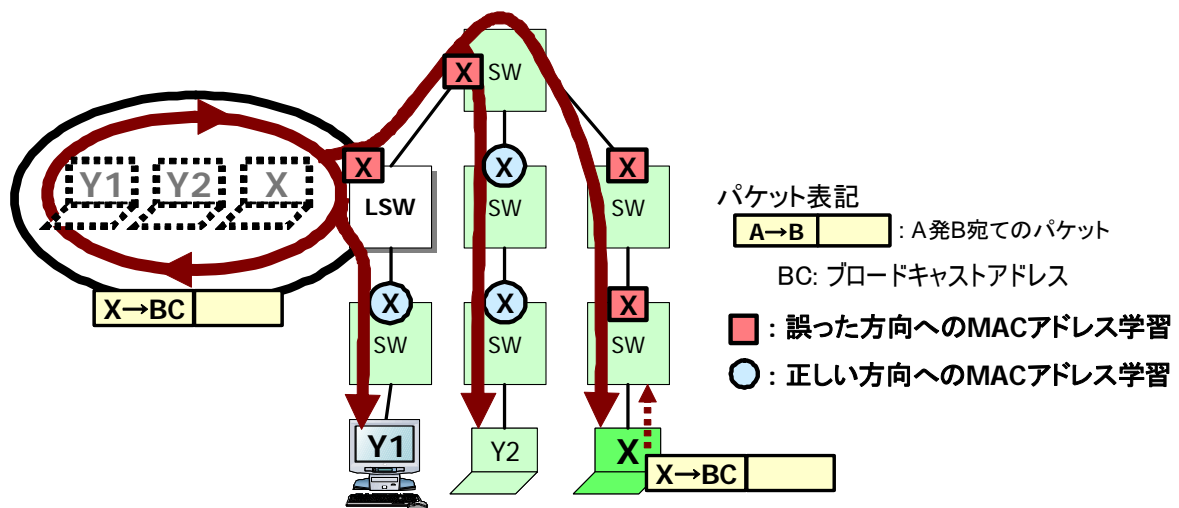 X
SW
Y1
Y2
X
X
LSW
X
SW
X
SW
パケット表記
A→B
: A発B宛てのパケット
BC: ブロードキャストアドレス
X→BC
X
SW
X
SW
X
SW
: 誤った方向へのMACアドレス学習
: 正しい方向へのMACアドレス学習
Y1
Y2
X
X→BC